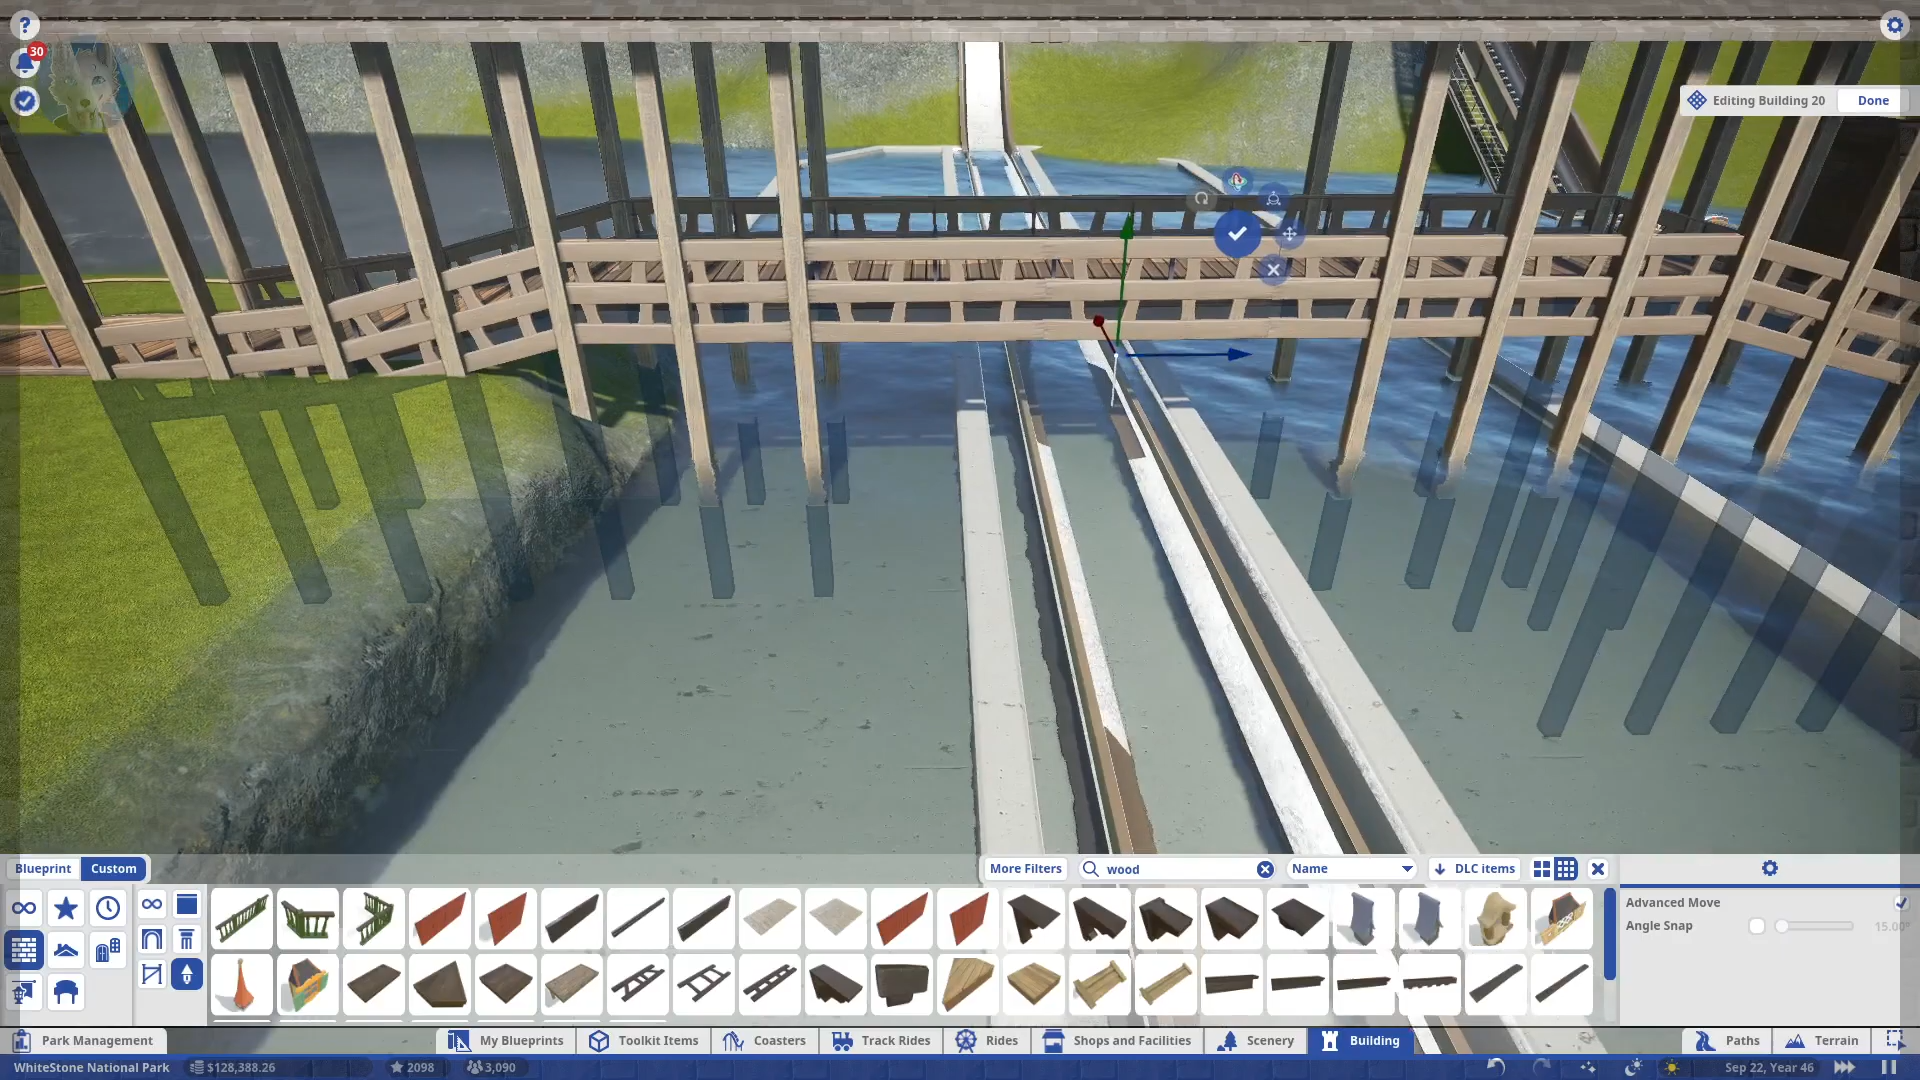 ?
30
Editing Building 20
Done
Blueprint
Custom
More Filters
wood
Name
DLC items
Advanced Move
Angle Snap
15.00°
Park Management
My Blueprints
Toolkit Items
Coasters
Track Rides
Rides
Shops and Facilities
Scenery
Building
Paths
Terrain
WhiteStone National Park
$128,388.26
2098
3,090
Sep 22, Year 46